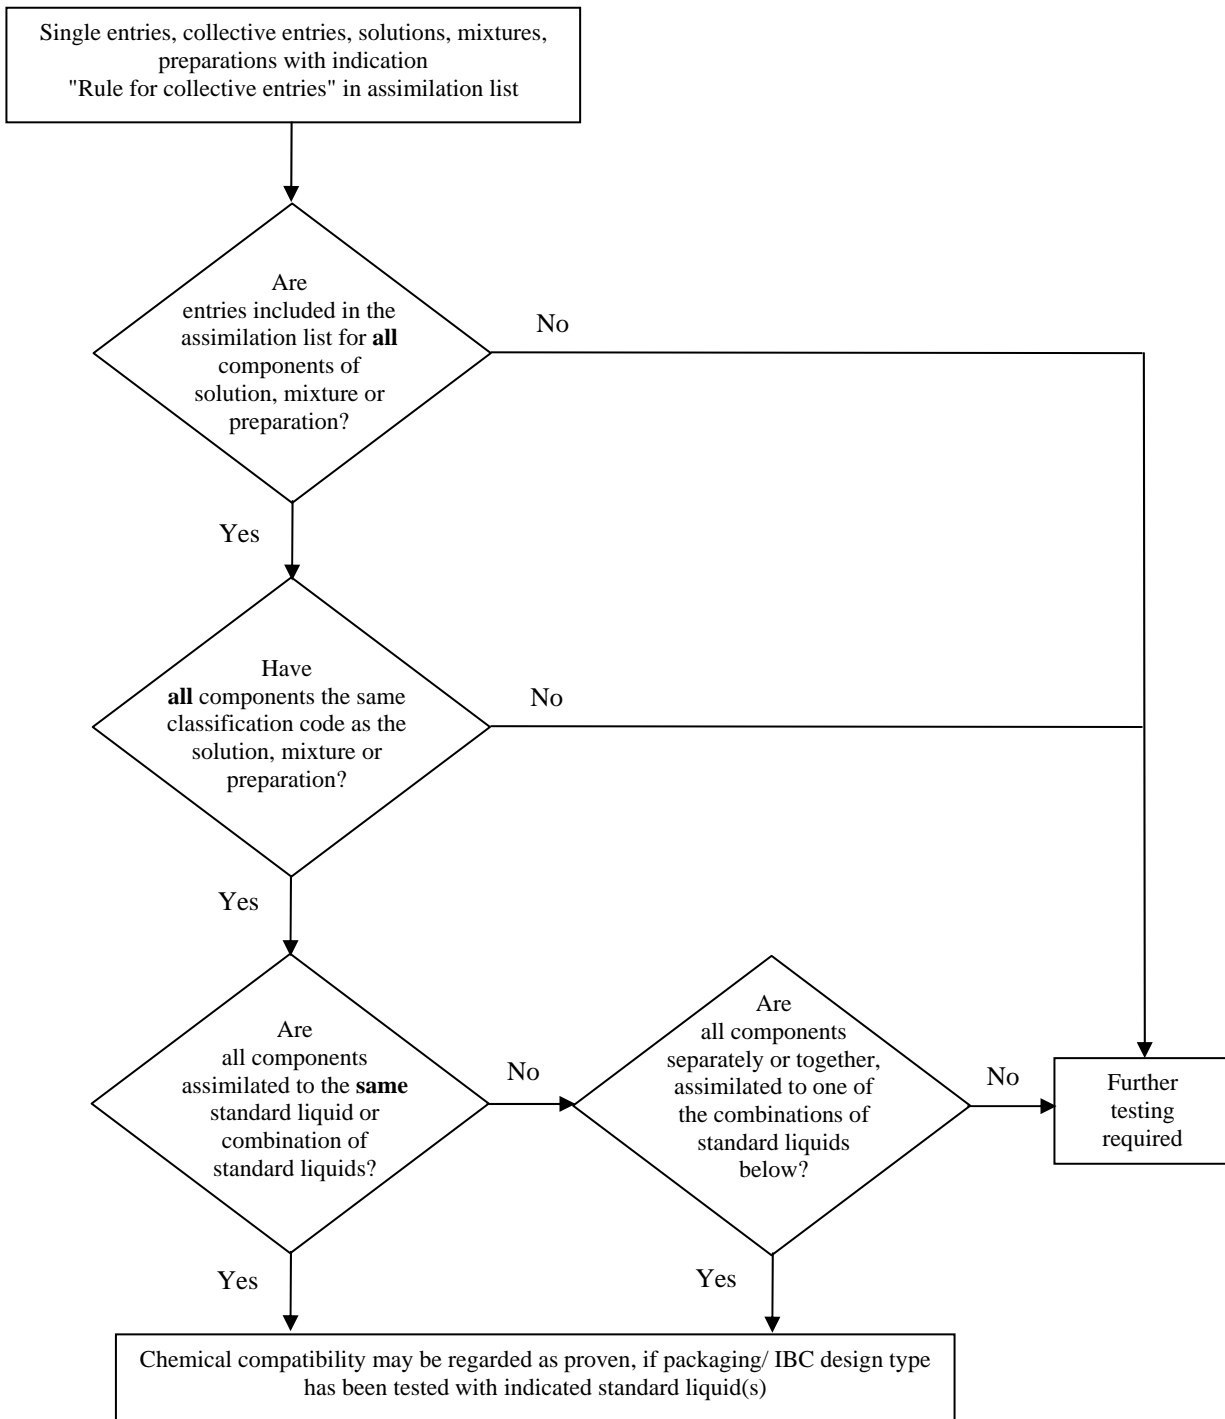 Single entries, collective entries, solutions, mixtures,
preparations with indication
"Rule for collective entries" in assimilation list
Are
entries included in the
assimilation list for all
components of
solution, mixture or
preparation?
No
Yes
Have
all components the same
classification code as the
solution, mixture or
preparation?
No
Yes
Are
all components
assimilated to the same
standard liquid or
combination of
standard liquids?
No
Are
all components
separately or together,
assimilated to one of
the combinations of
standard liquids
below?
No
Further
testing
required
Yes
Yes
Chemical compatibility may be regarded as proven, if packaging/ IBC design type
has been tested with indicated standard liquid(s)